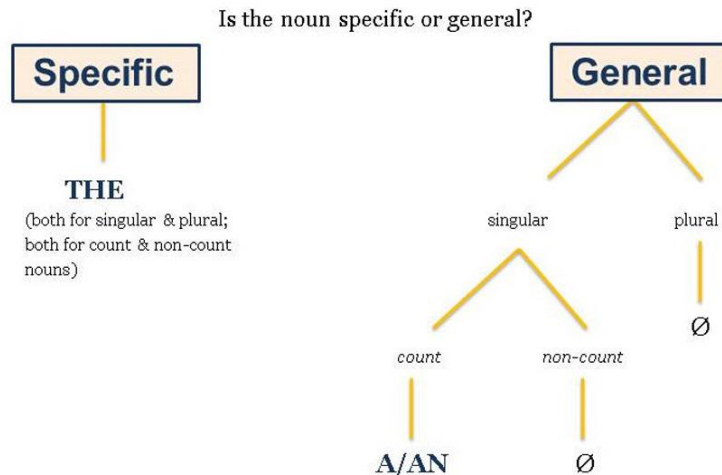 Is the noun specific or general?
Specific
General
THE
(both for singular & plural;
both for count & non-count
nouns)
singular
plural
Ø
count
non-count
A/AN
Ø